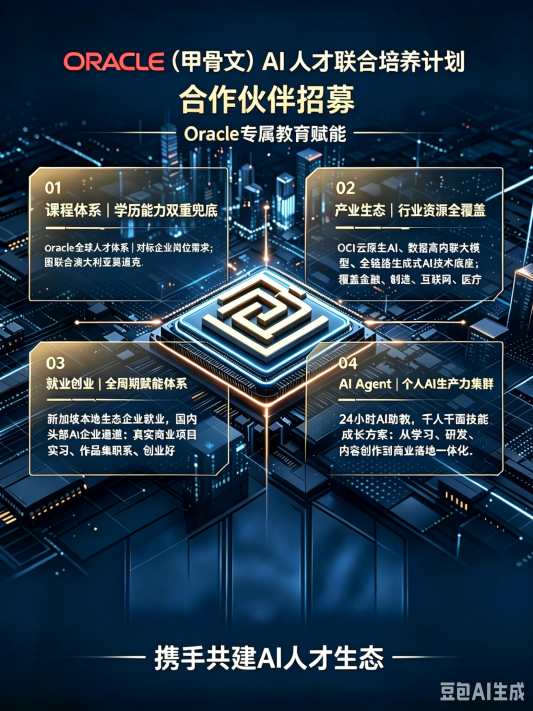 ORACLE（甲骨文）AI人才联合培养计划
合作伙伴招募
Oracle专属教育赋能
01
课程体系｜学历能力双重兜底
Oracle全球人才体系｜对标企业岗位需求；
图联合澳大利亚莫道克
02
产业生态｜行业资源全覆盖
OCI云原生AI、数据高内联大模
型、全链路生成式AI技术底座；
覆盖金融、创造、互联网、医疗
03
就业创业｜全周期赋能体系
新加坡本地生态企业就业，国内
头部AI企业通道：真实商业项目
实习、作品集职系、创业好
04
AI Agent｜个人AI生产力集群
24小时AI助教，千人千面技能
成长方案：从学习、研发、
内容创作到商业落地一体化.
携手共建AI人才生态
豆包AI生成